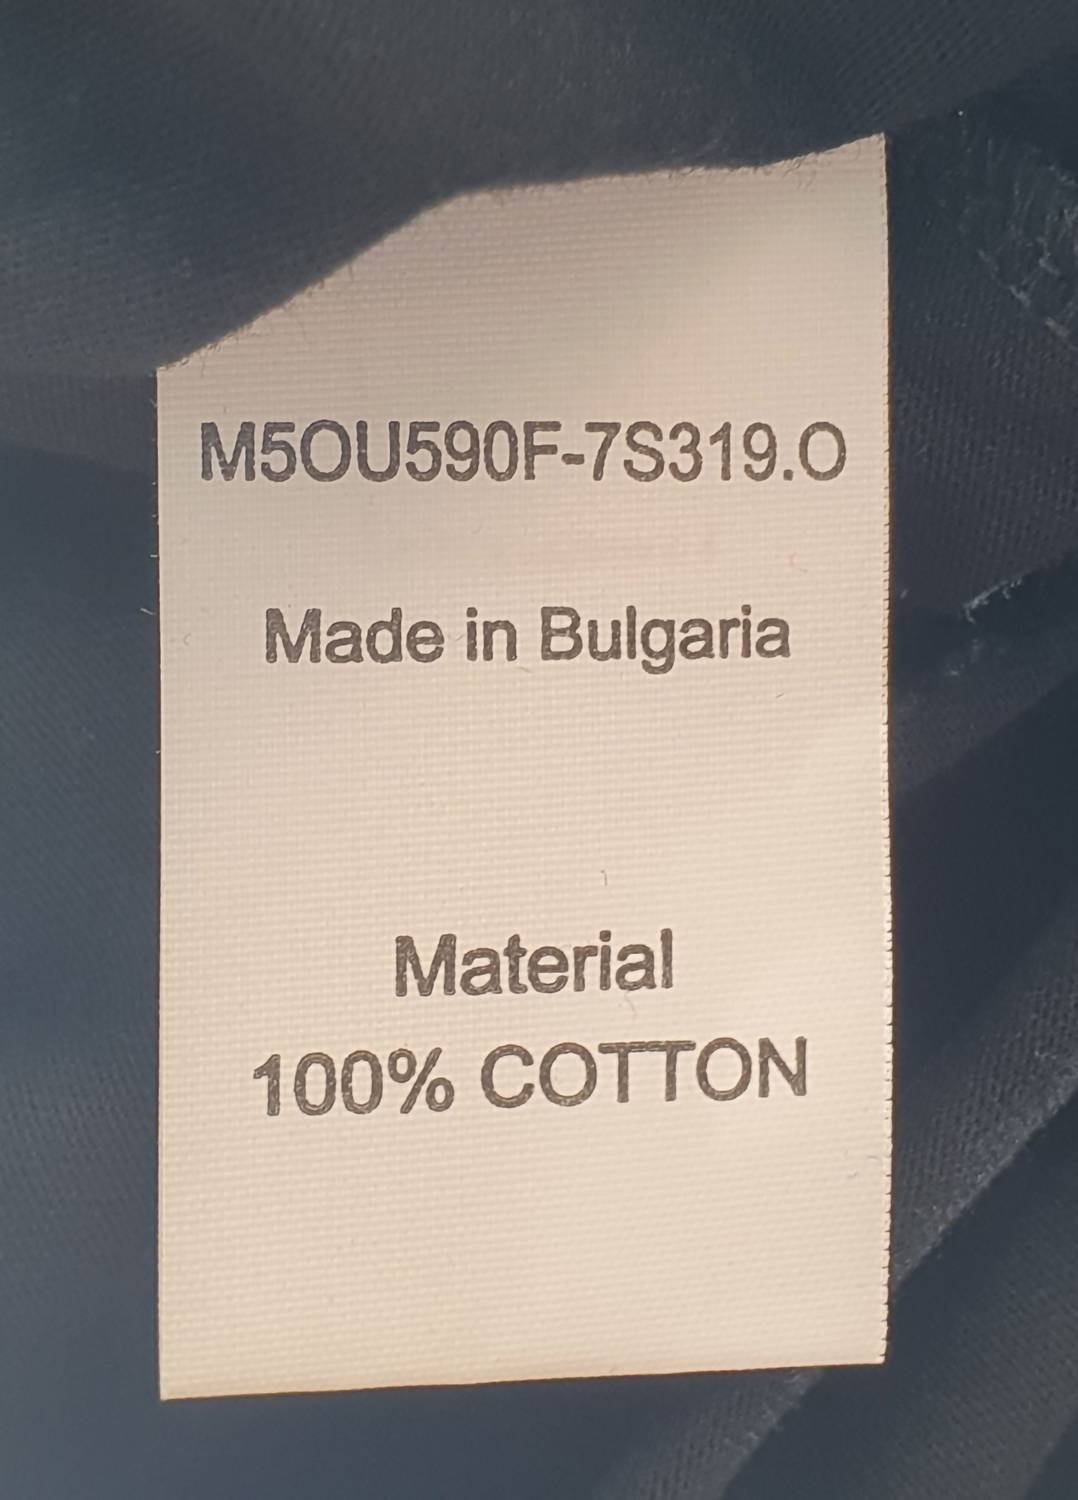 M5OU590F-7S319.O
Made in Bulgaria
Material
100% COTTON